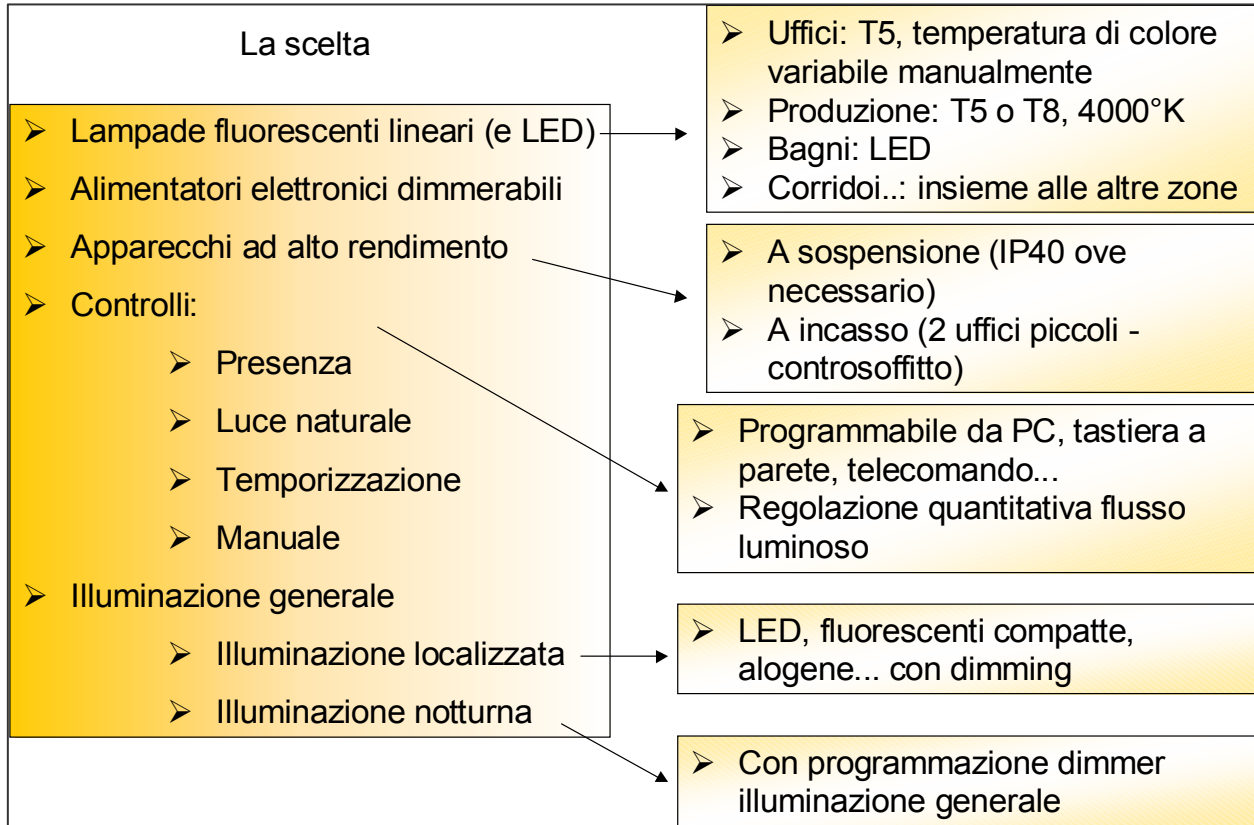 La scelta
➢ Lampade fluorescenti lineari (e LED)
➢ Alimentatori elettronici dimmerabili
➢ Apparecchi ad alto rendimento
➢ Controlli:
➢ Presenza
➢ Luce naturale
➢ Temporizzazione
➢ Manuale
➢ Illuminazione generale
➢ Illuminazione localizzata
➢ Illuminazione notturna
➢ Uffici: T5, temperatura di colore
variabile manualmente
➢ Produzione: T5 o T8, 4000°K
➢ Bagni: LED
➢ Corridoi..: insieme alle altre zone
➢ A sospensione (IP40 ove
necessario)
➢ A incasso (2 uffici piccoli -
controsoffitto)
➢ Programmabile da PC, tastiera a
parete, telecomando...
➢ Regolazione quantitativa flusso
luminoso
➢ LED, fluorescenti compatte,
alogene... con dimming
➢ Con programmazione dimmer
illuminazione generale